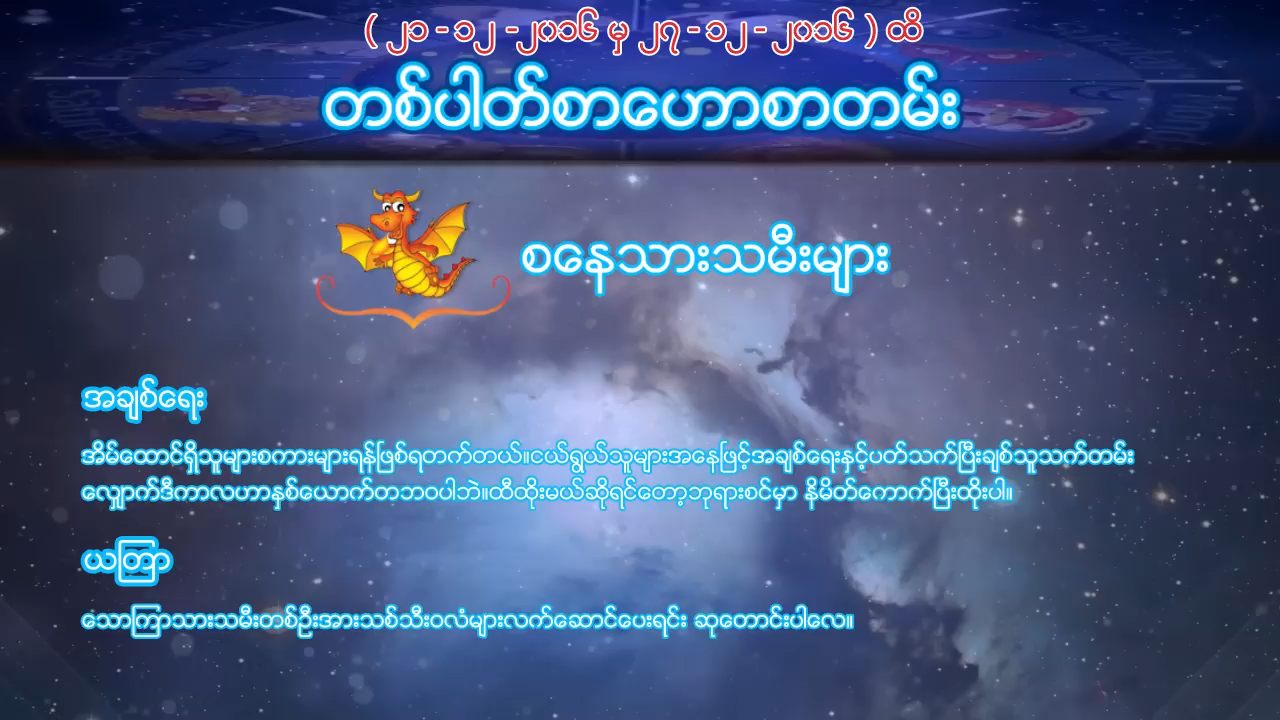 ( ၂၁ - ၁၂ -၂၀၁၆ မှ ၂၇ - ၁၂ - ၂၀၁၆ ) ထိ
တစ်ပါတ်စာဟောစာတမ်း
စနေသားသမီးများ
အချစ်ရေး
အိမ်ထောင်ရှိသူများစကားများရန်ဖြစ်ရတက်တယ်။ငယ်ရွယ်သူများအနေဖြင့်အချစ်ရေးနှင့်ပတ်သက်ပြီးချစ်သူသက်တမ်း
လျှောက်ဒီကာလဟာနှစ်ယောက်တဘဝပါဘဲ။ထီထိုးမယ်ဆိုရင်တော့ဘုရားစင်မှာ နိမိတ်ကောက်ပြီးထိုးပါ။
ယတြာ
သောကြာသားသမီးတစ်ဦးအားသစ်သီးဝလံများလက်ဆောင်ပေးရင်း ဆုတောင်းပါလေ။